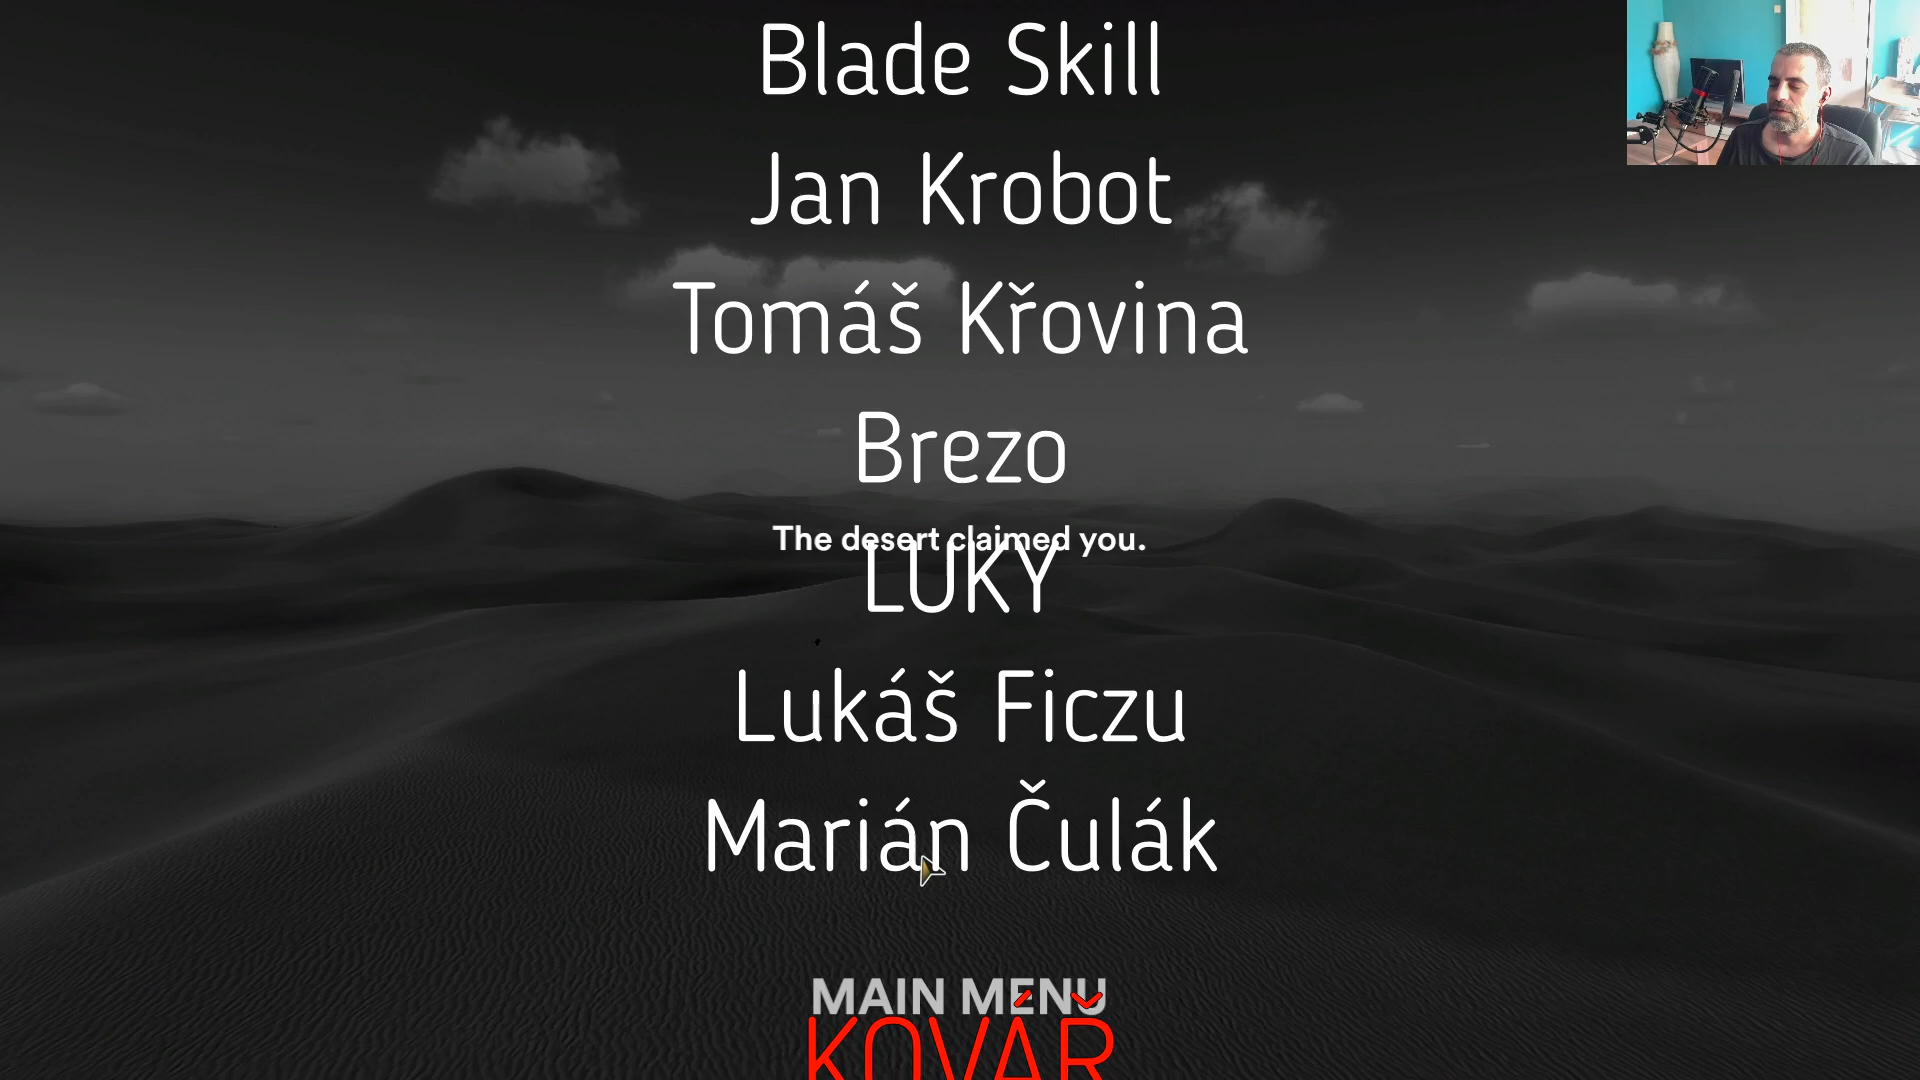 Blade Skill
Jan Krobot
Tomáš Křovina
Brezo
The desert claimed you.
LUKY
Lukáš Ficzu
Marián Čulák
MAIN MENU
KOVÁŘ